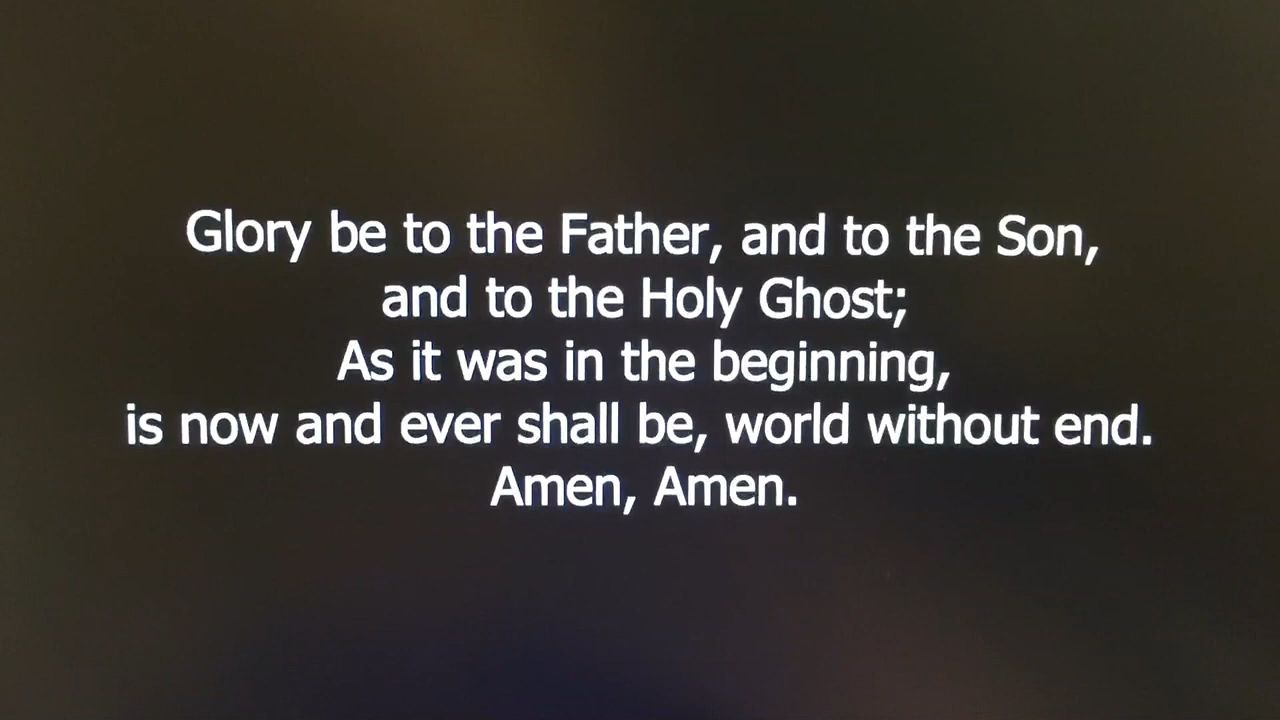 Glory be to the Father, and to the Son,
and to the Holy Ghost;
As it was in the beginning,
is now and ever shall be, world without end.
Amen, Amen.